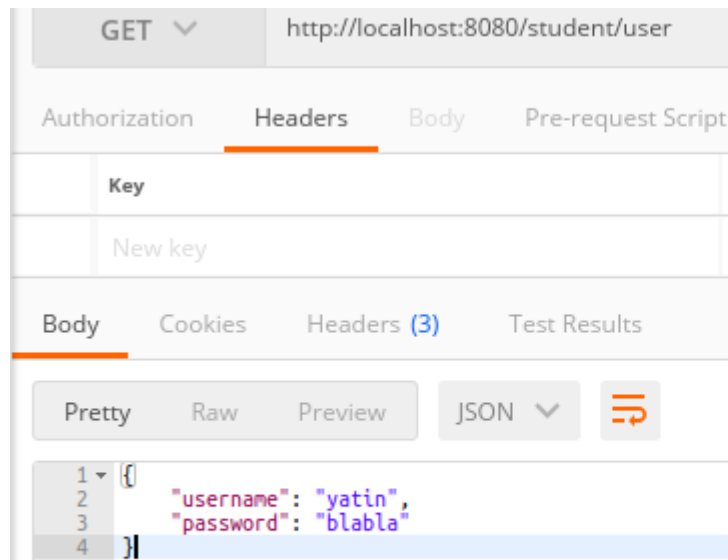 GET http://localhost:8080/student/user
Authorization Headers Body Pre-request Script
Key
New key
Body Cookies Headers (3) Test Results
Pretty Raw Preview JSON
1 {
2 "username": "yatin",
3 "password": "blabla"
4 }